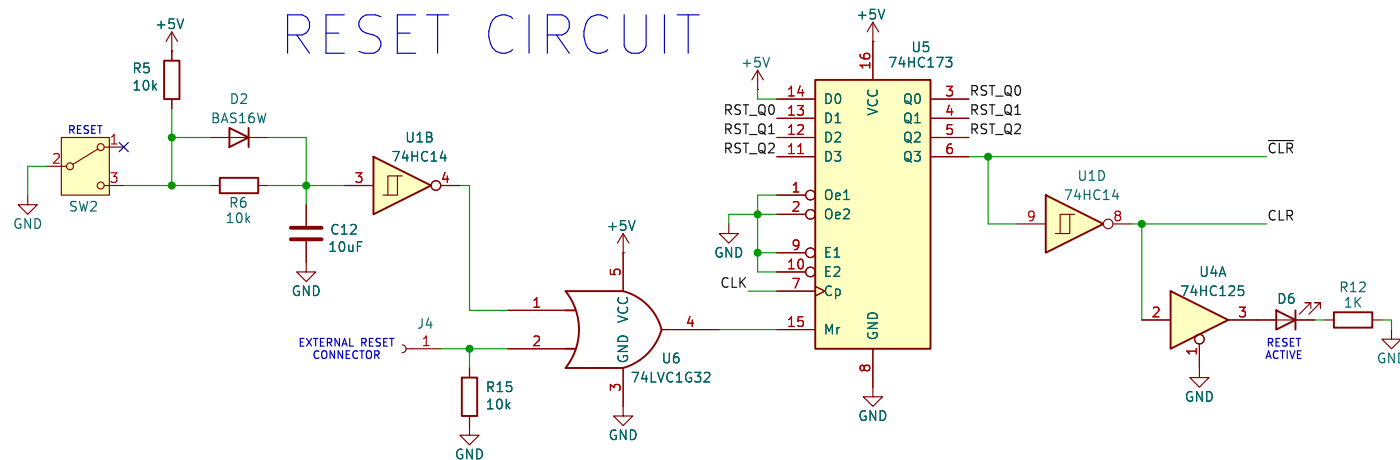 RESET CIRCUIT
+5V
R5
10k
D2
BAS16W
RESET
1
2
3
SW2
GND
R6
10k
C12
10uF
GND
U1B
74HC14
3
4
EXTERNAL RESET
CONNECTOR
J4
1
R15
10k
GND
+5V
5
VCC
1
2
4
GND
3
U6
74LVC1G32
GND
+5V
16
U5
74HC173
VCC
+5V
14 D0
RST_Q0 13 D1
RST_Q1 12 D2
RST_Q2 11 D3
Q0 3 RST_Q0
Q1 4 RST_Q1
Q2 5 RST_Q2
Q3 6
1 Oe1
2 Oe2
GND
9 E1
10 E2
CLK 7 Cp
15 Mr
GND
8
GND
CLR
U1D
74HC14
9
8
CLR
U4A
74HC125
2
3
1
GND
D6
RESET
ACTIVE
R12
1K
GND